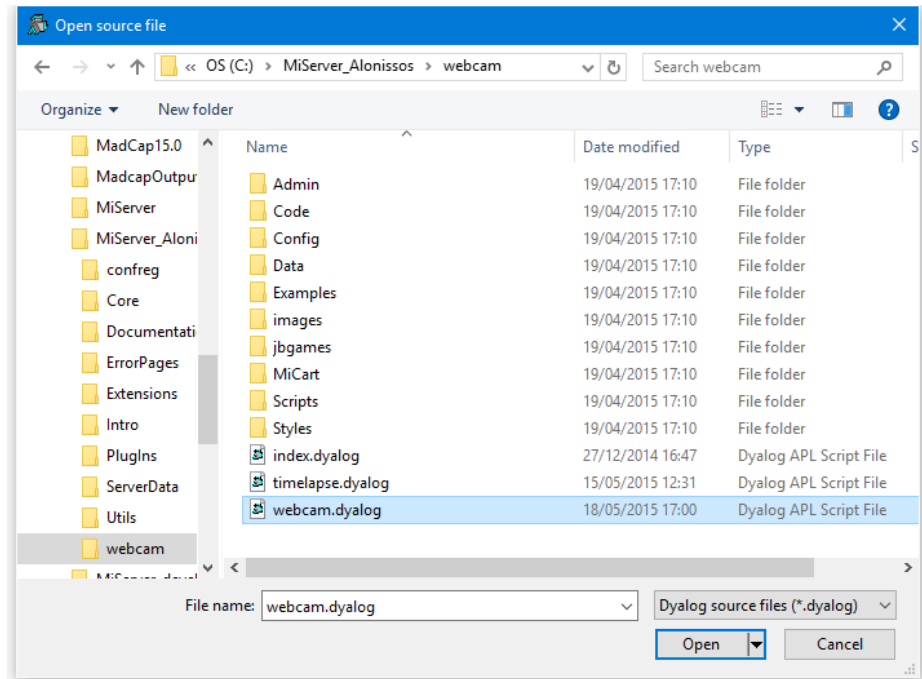 Open source file
« OS (C:) › MiServer_Alonissos › webcam
Search webcam
Organize
New folder
Name Date modified Type S
MadCap15.0
MadcapOutpu
MiServer
MiServer_Aloni
confreg
Core
Documentati
ErrorPages
Extensions
Intro
PlugIns
ServerData
Utils
webcam
Admin 19/04/2015 17:10 File folder
Code 19/04/2015 17:10 File folder
Config 19/04/2015 17:10 File folder
Data 19/04/2015 17:10 File folder
Examples 19/04/2015 17:10 File folder
images 19/04/2015 17:10 File folder
jbgames 19/04/2015 17:10 File folder
MiCart 19/04/2015 17:10 File folder
Scripts 19/04/2015 17:10 File folder
Styles 19/04/2015 17:10 File folder
index.dyalog 27/12/2014 16:47 Dyalog APL Script File
timelapse.dyalog 15/05/2015 12:31 Dyalog APL Script File
webcam.dyalog 18/05/2015 17:00 Dyalog APL Script File
File name: webcam.dyalog
Dyalog source files (*.dyalog)
Open
Cancel